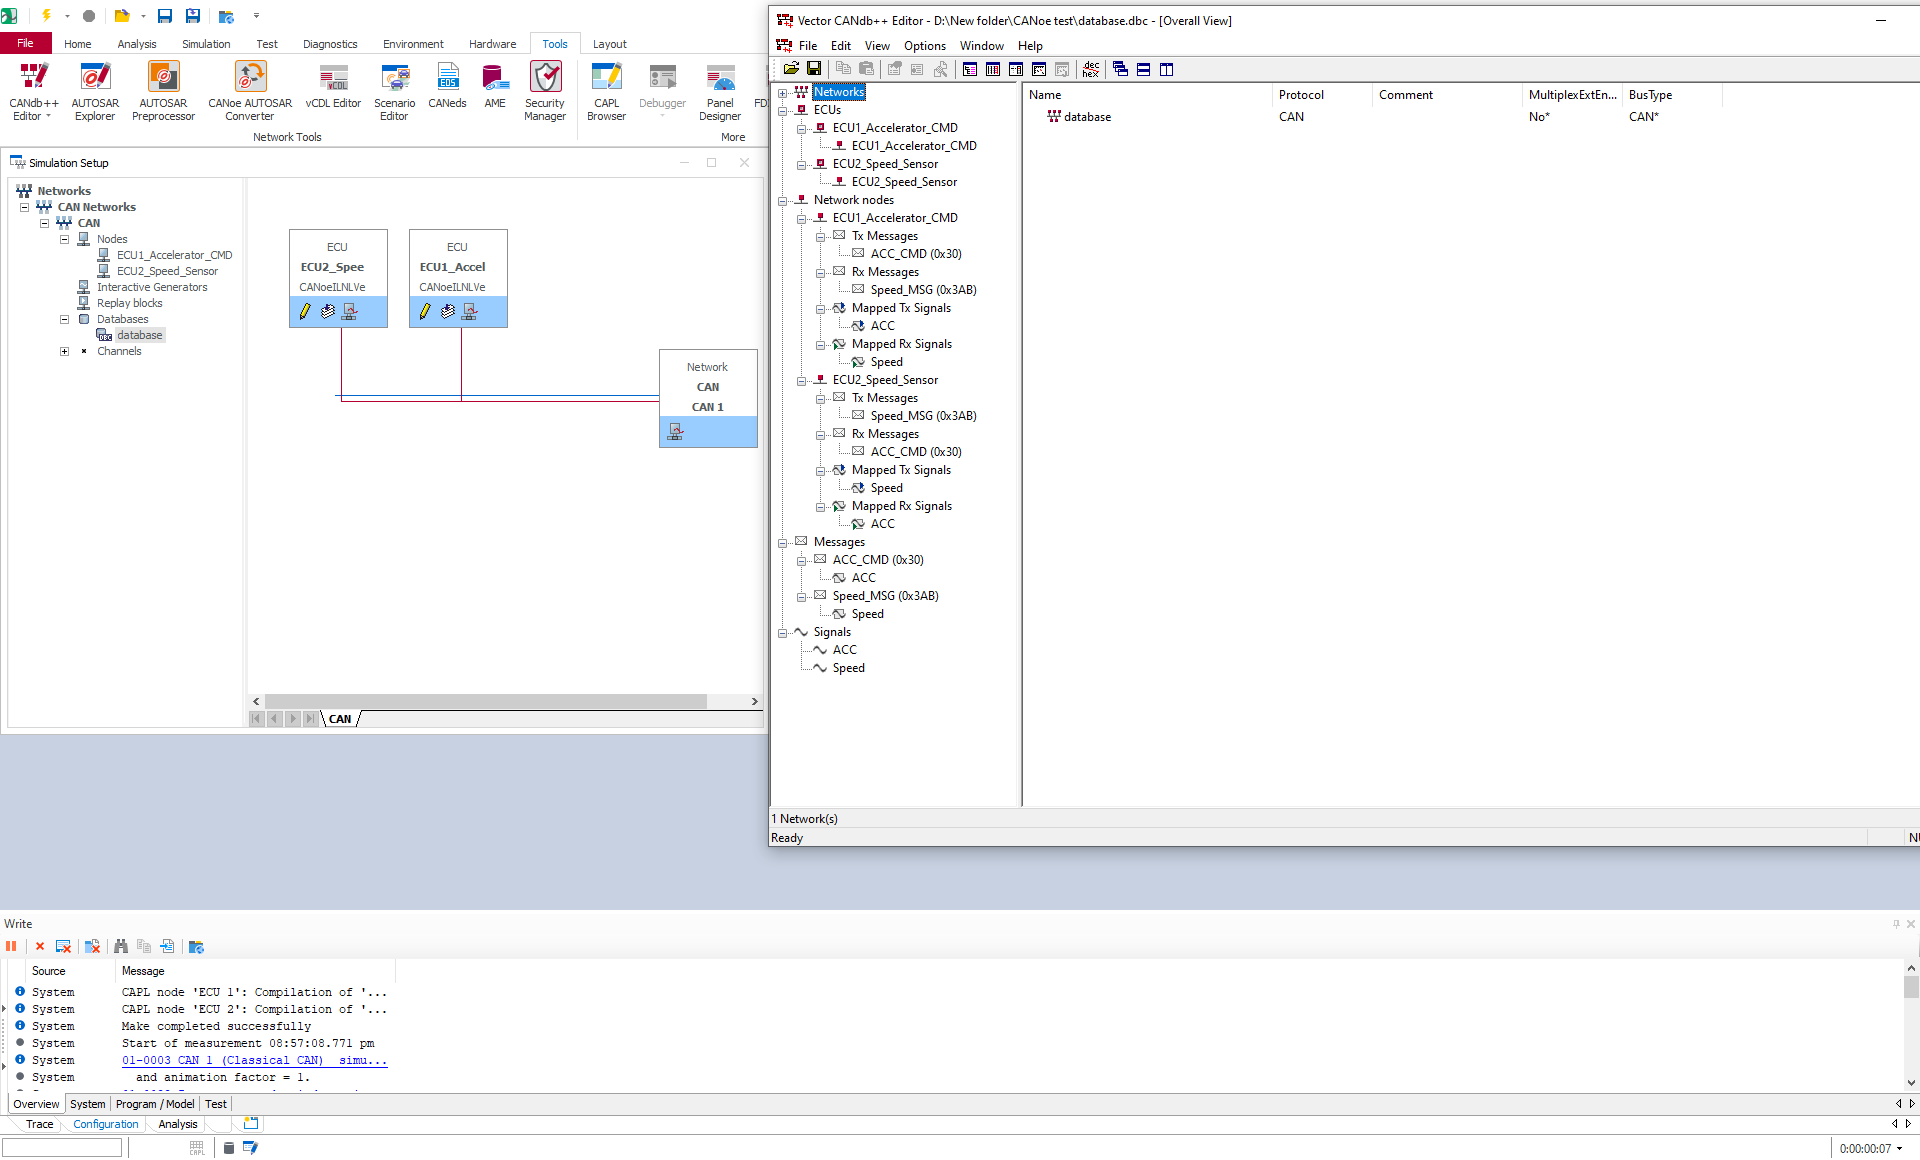 File Home Analysis Simulation Test Diagnostics Environment Hardware Tools Layout
CANdb++ Editor
AUTOSAR Explorer
AUTOSAR Preprocessor
CANoe AUTOSAR Converter
vCDL Editor
Scenario Editor
CANeds
AME
Security Manager
CAPL Browser
Debugger
Panel Designer
Network Tools
More
Simulation Setup
Networks
CAN Networks
CAN
Nodes
ECU1_Accelerator_CMD
ECU2_Speed_Sensor
Interactive Generators
Replay blocks
Databases
database
Channels
ECU
ECU2_Spee
CANoeILNLVe
ECU
ECU1_Accel
CANoeILNLVe
Network
CAN
CAN 1
CAN
Vector CANdb++ Editor - D:\New folder\CANoe test\database.dbc - [Overall View]
File Edit View Options Window Help
dec
hex
Networks
ECUs
ECU1_Accelerator_CMD
ECU1_Accelerator_CMD
ECU2_Speed_Sensor
ECU2_Speed_Sensor
Network nodes
ECU1_Accelerator_CMD
Tx Messages
ACC_CMD (0x30)
Rx Messages
Speed_MSG (0x3AB)
Mapped Tx Signals
ACC
Mapped Rx Signals
Speed
ECU2_Speed_Sensor
Tx Messages
Speed_MSG (0x3AB)
Rx Messages
ACC_CMD (0x30)
Mapped Tx Signals
Speed
Mapped Rx Signals
ACC
Messages
ACC_CMD (0x30)
ACC
Speed_MSG (0x3AB)
Speed
Signals
ACC
Speed
Name Protocol Comment MultiplexExtEn... BusType
database CAN No* CAN*
1 Network(s)
Ready
Write
Source Message
System CAPL node 'ECU 1': Compilation of '...
System CAPL node 'ECU 2': Compilation of '...
System Make completed successfully
System Start of measurement 08:57:08.771 pm
System 01-0003 CAN 1 (Classical CAN)  simu...
System and animation factor = 1.
Overview System Program / Model Test
Trace Configuration Analysis
0:00:00:07